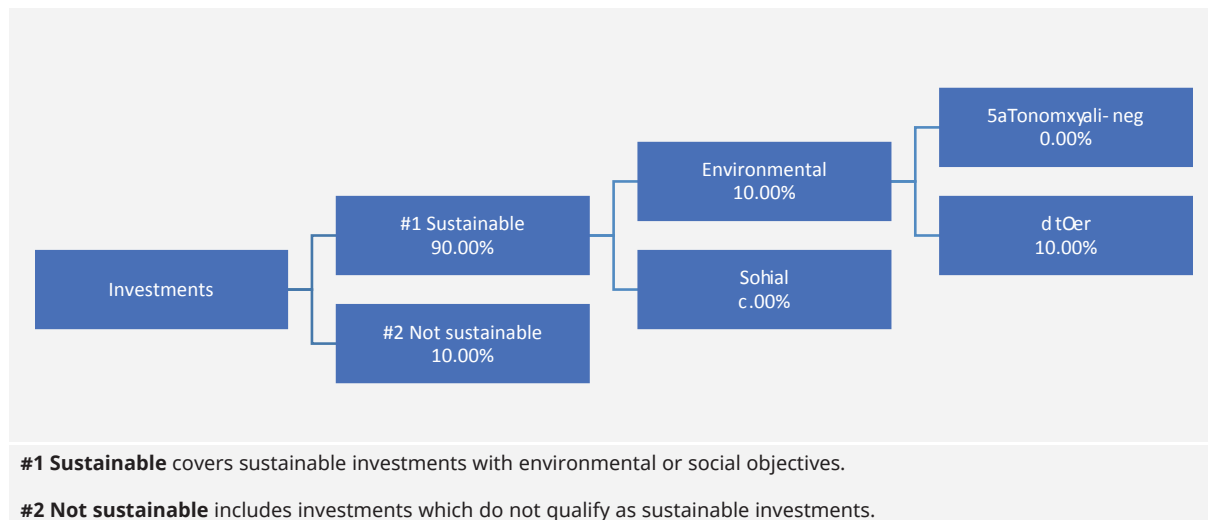 Investments
#1 Sustainable
90.00%
#2 Not sustainable
10.00%
Environmental
10.00%
Sohial
c.00%
5aTonomxyali- neg
0.00%
d tOer
10.00%
#1 Sustainable covers sustainable investments with environmental or social objectives.
#2 Not sustainable includes investments which do not qualify as sustainable investments.